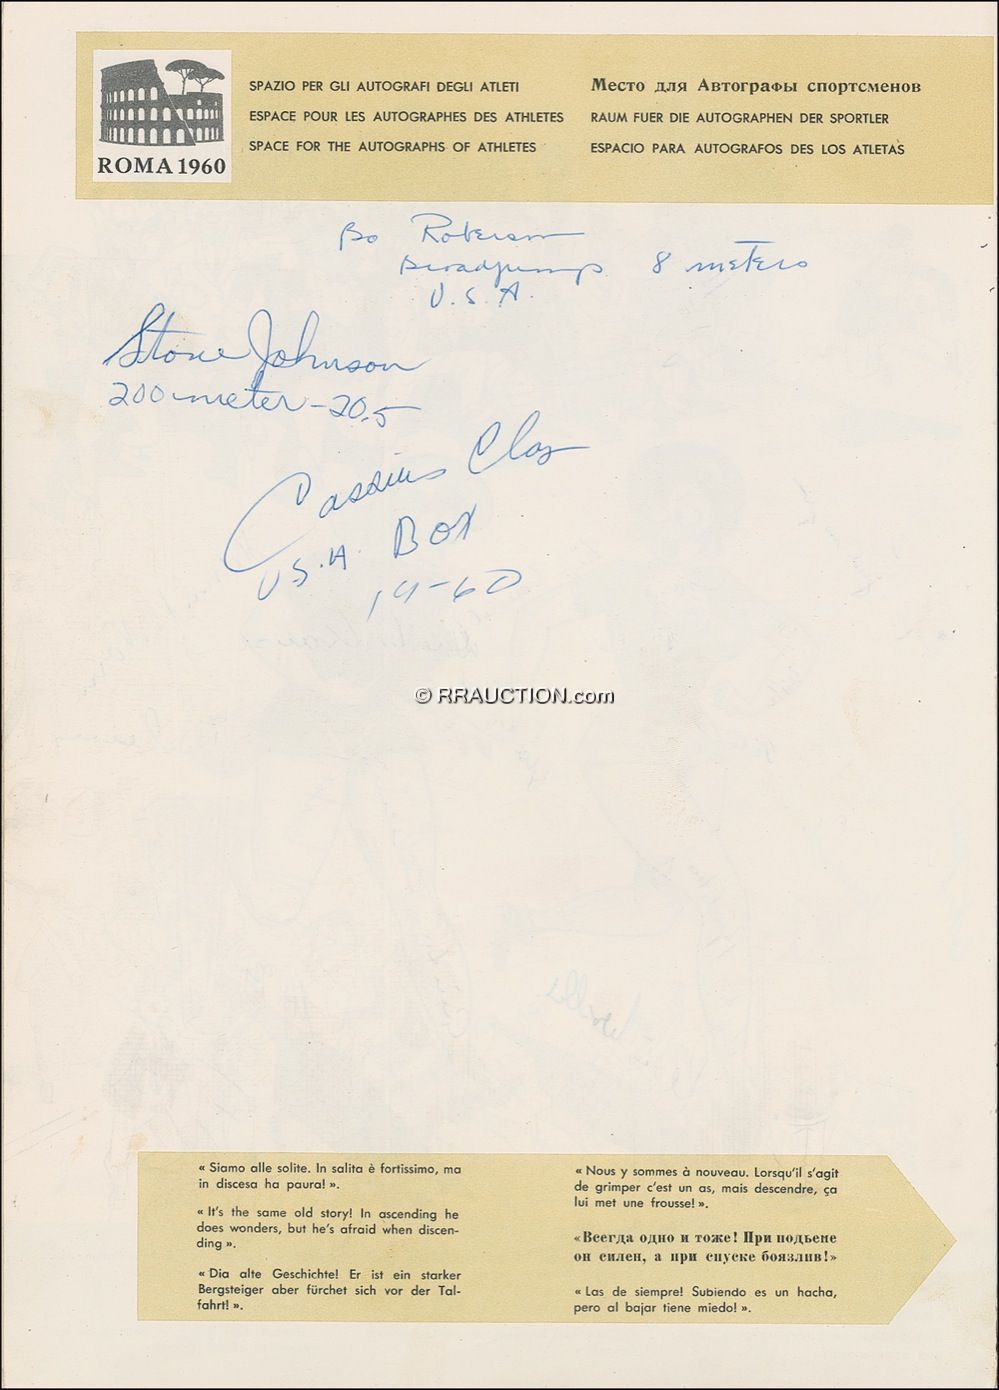 ROMA 1960
SPAZIO PER GLI AUTOGRAFI DEGLI ATLETI
ESPACE POUR LES AUTOGRAPHES DES ATHLETES
SPACE FOR THE AUTOGRAPHS OF ATHLETES
Место для Автографы спортсменов
RAUM FUER DIE AUTOGRAPHEN DER SPORTLER
ESPACIO PARA AUTOGRAFOS DES LOS ATLETAS
Bo Roberson
Broadjump 8 meters
U.S.A.
Stone Johnson
200 meter - 20.5
Cassius Clay
U.S.A. BOX
19-60
© RRAUCTION.com
« Siamo alle solite. In salita è fortissimo, ma
in discesa ha paura! ».
« It's the same old story! In ascending he
does wonders, but he's afraid when discen-
ding ».
« Dia alte Geschichte! Er ist ein starker
Bergsteiger aber fürchet sich vor der Tal-
fahrt! ».
« Nous y sommes à nouveau. Lorsqu'il s'agit
de grimper c'est un as, mais descendre, ça
lui met une frousse! ».
«Всегда одно и тоже! При подьене
он силен, а при спуске боязлив!»
« Las de siempre! Subiendo es un hacha,
pero al bajar tiene miedo! ».